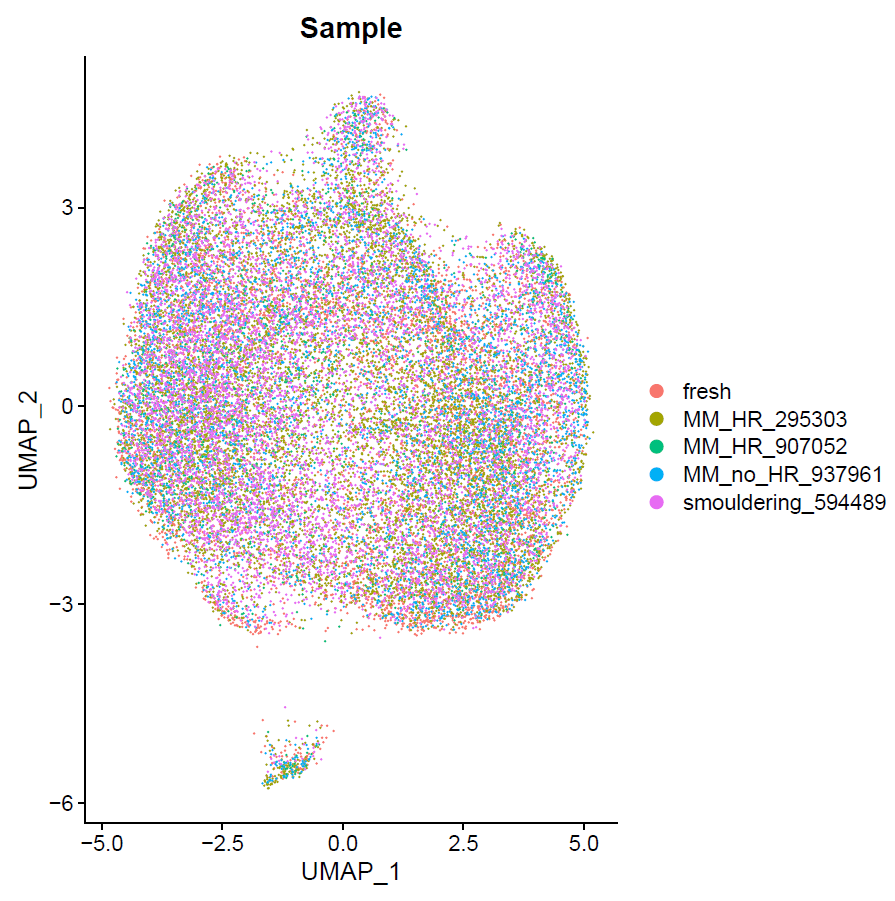 Sample
UMAP_2
3
0
−3
−6
−5.0
−2.5
0.0
2.5
5.0
UMAP_1
fresh
MM_HR_295303
MM_HR_907052
MM_no_HR_937961
smouldering_594489